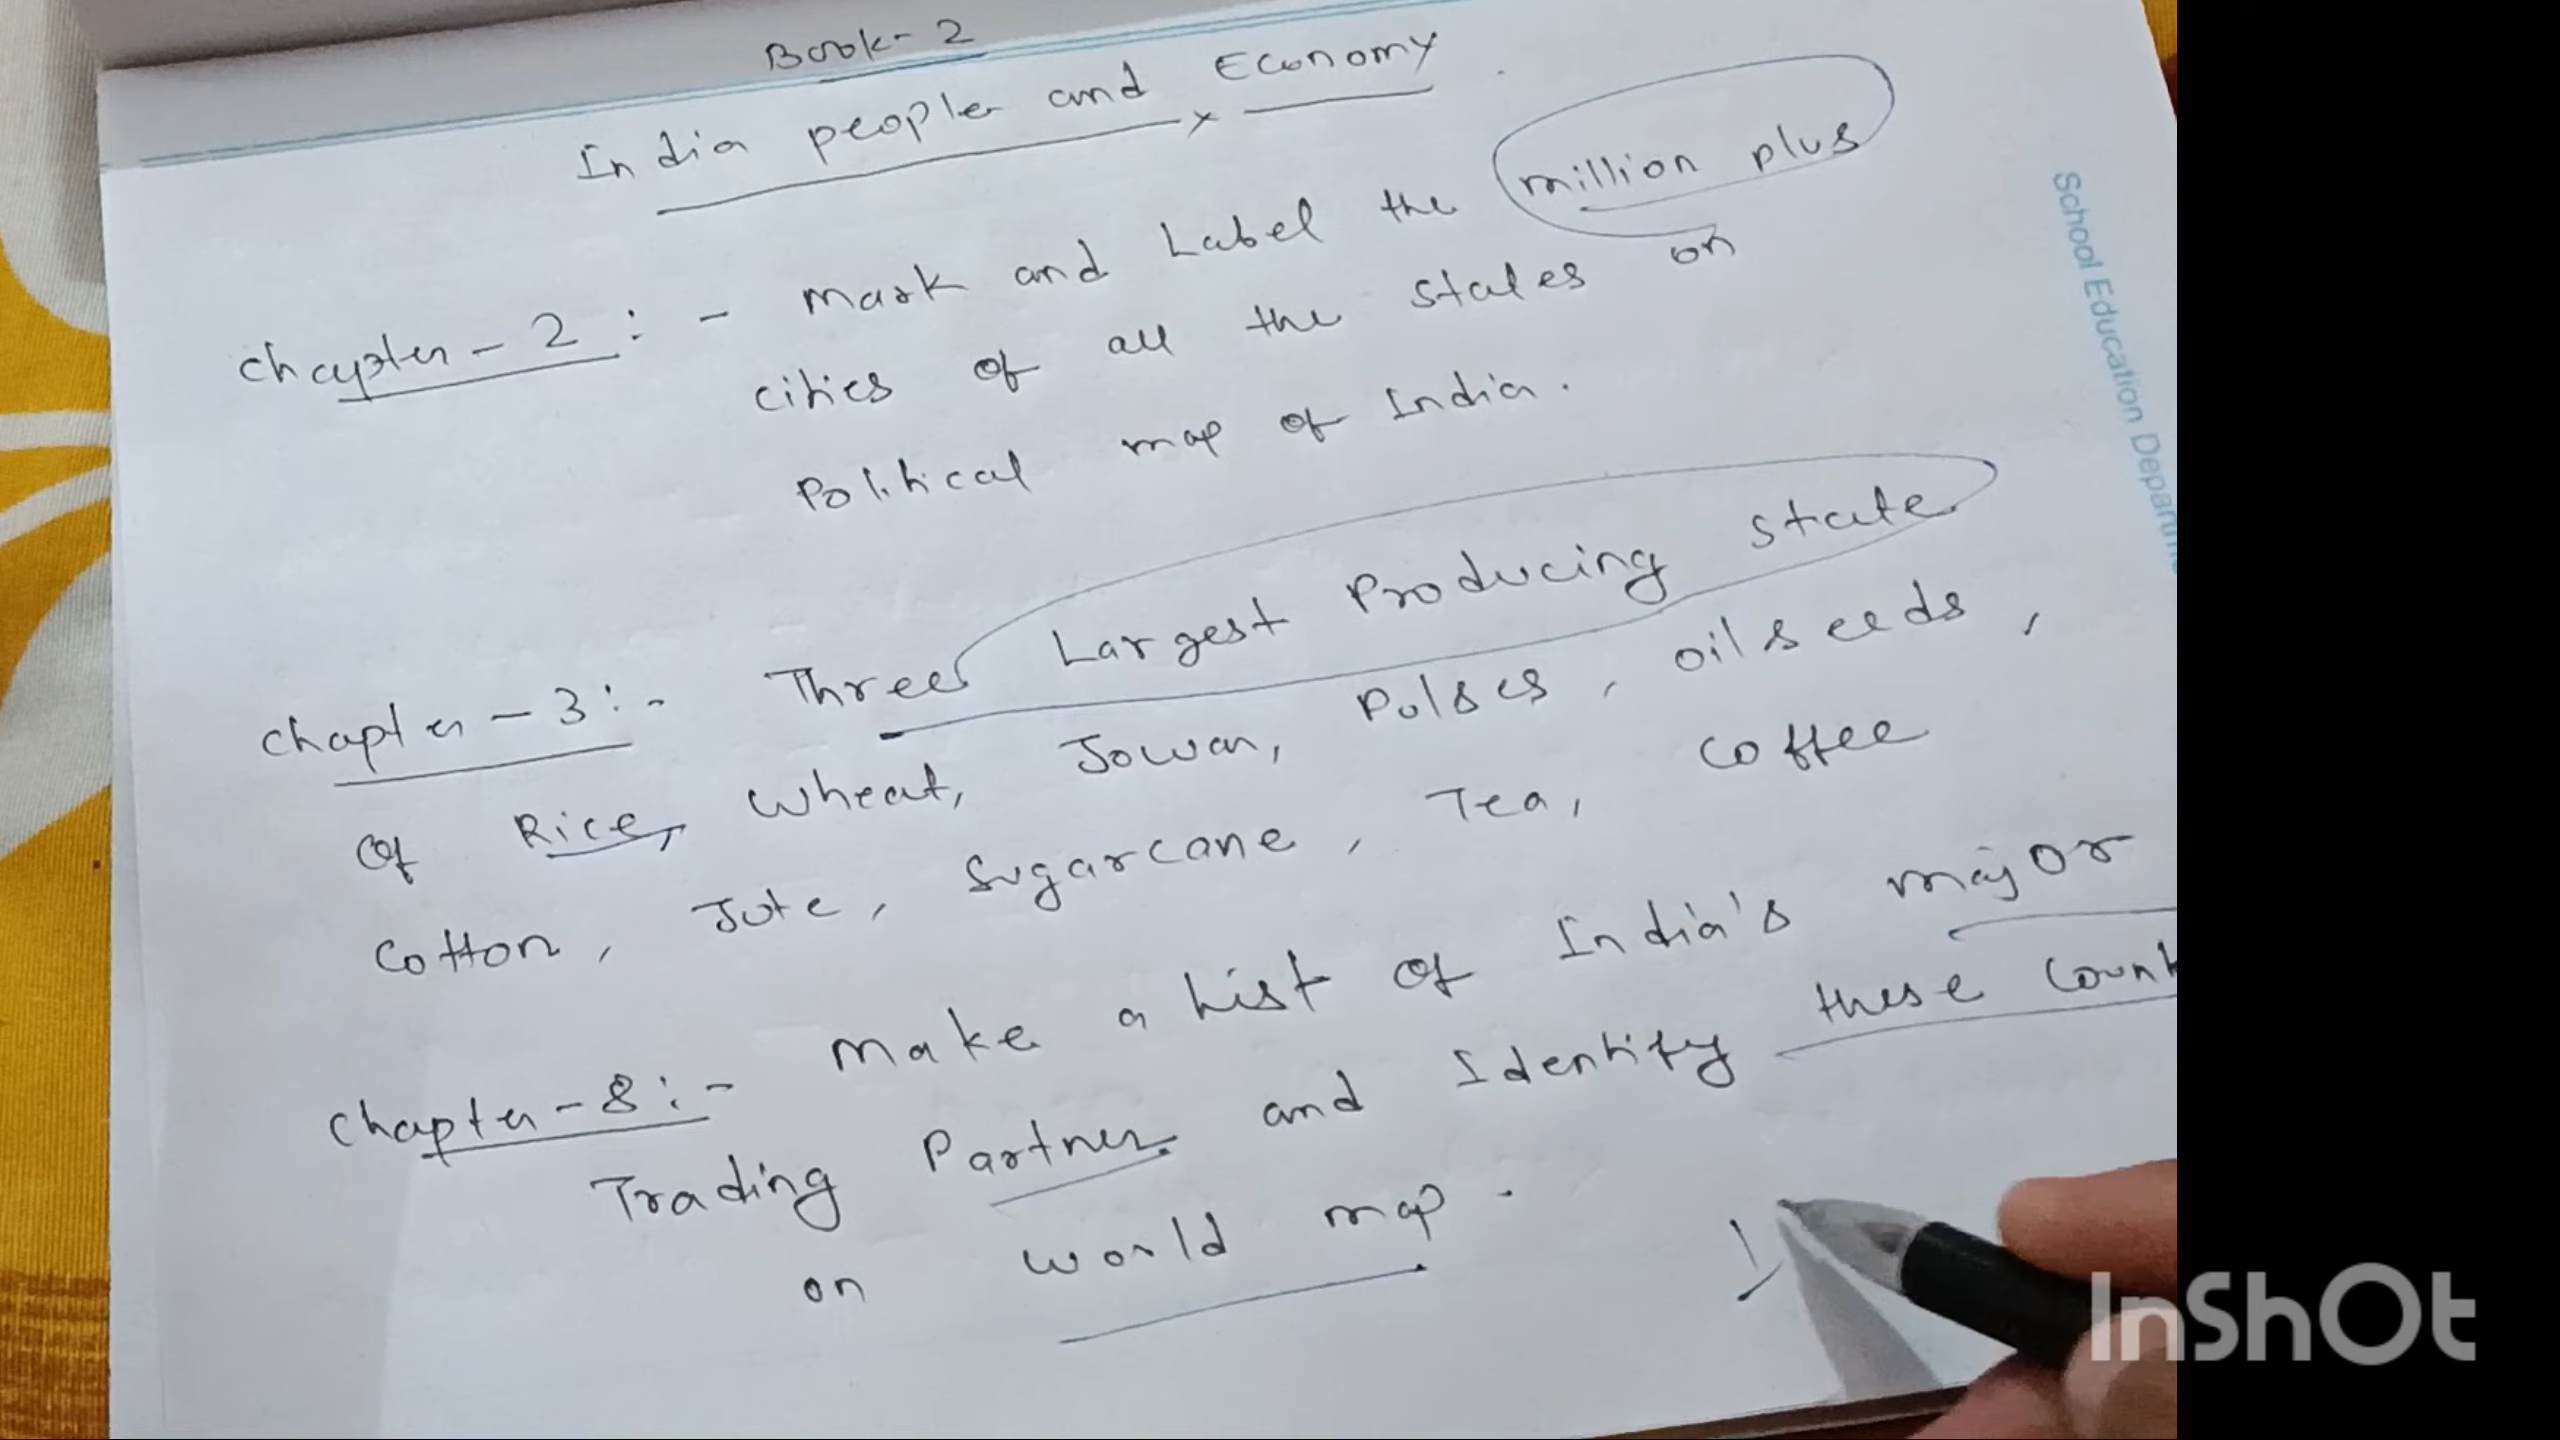 Book-2
India people and Economy
Chapter-2:- Mark and Label the million plus
cities of all the states on
Political map of India.
Chapter-3:- Three Largest Producing state
Of Rice, Wheat, Jowar, Pulses, oilseeds,
Cotton, Jute, Sugarcane, Tea, Coffee
Chapter-8:- Make a List of India's major
Trading Partner and Identify these Count
on world map.
School Education Departm
InShOt